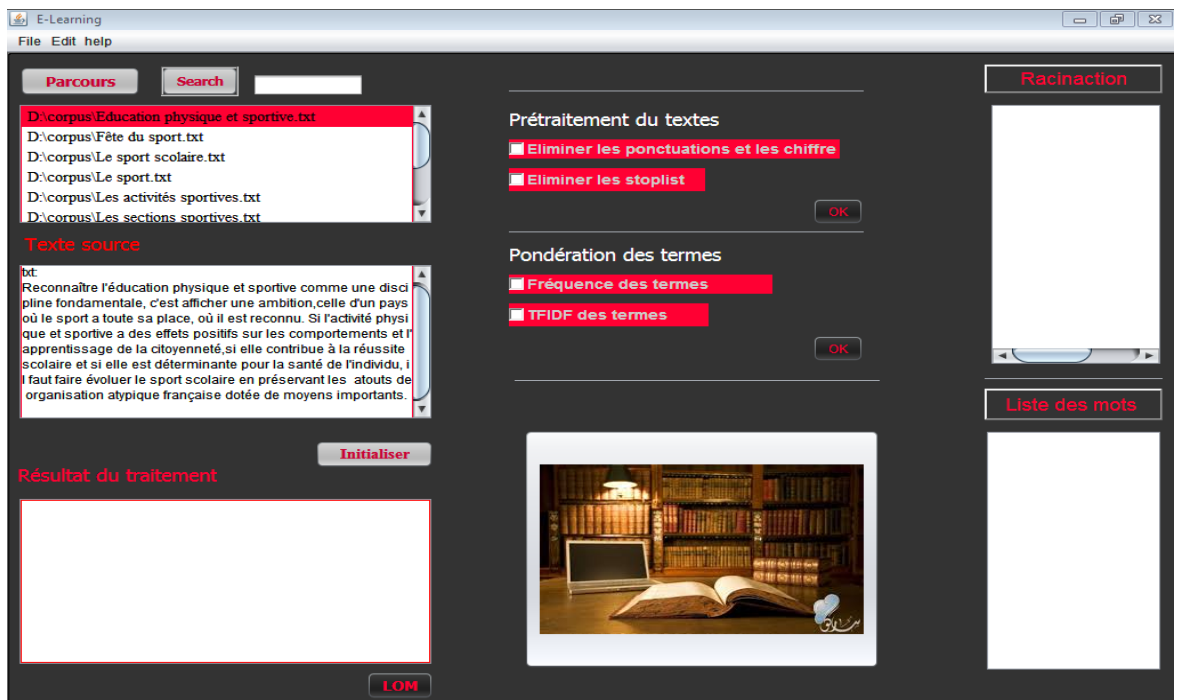 E-Learning
File Edit help
Parcours
Search
D:\corpus\Education physique et sportive.txt
D:\corpus\Fête du sport.txt
D:\corpus\Le sport scolaire.txt
D:\corpus\Le sport.txt
D:\corpus\Les activités sportives.txt
D:\corpus\Les sections sportives.txt
Texte source
txt:
Reconnaître l'éducation physique et sportive comme une disci
pline fondamentale, c'est afficher une ambition,celle d'un pays
où le sport a toute sa place, où il est reconnu. Si l'activité physi
que et sportive a des effets positifs sur les comportements et l'
apprentissage de la citoyenneté,si elle contribue à la réussite
scolaire et si elle est déterminante pour la santé de l'individu, i
l faut faire évoluer le sport scolaire en préservant les atouts de
organisation atypique française dotée de moyens importants.
Initialiser
Résultat du traitement
LOM
Prétraitement du textes
Eliminer les ponctuations et les chiffre
Eliminer les stoplist
OK
Pondération des termes
Fréquence des termes
TFIDF des termes
OK
Racinaction
Liste des mots